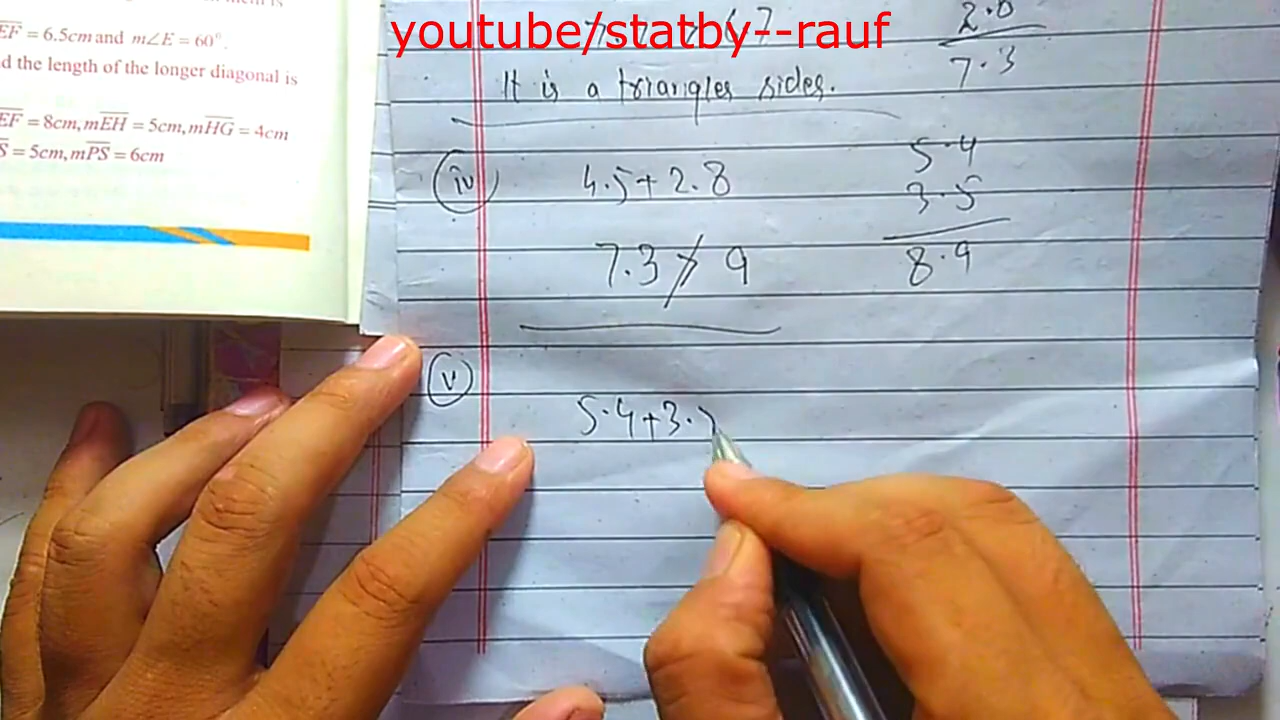 youtube/statby--rauf
EF = 6.5cm and m∠E = 60°.
d the length of the longer diagonal is
EF = 8cm, mEH = 5cm, mHG = 4cm
S = 5cm, mPS = 6cm
7.3
It is a triangles sides.
iv 4.5+2.8
7.3 ≯ 9
5.4
3.5
8.9
v 5.4+3.